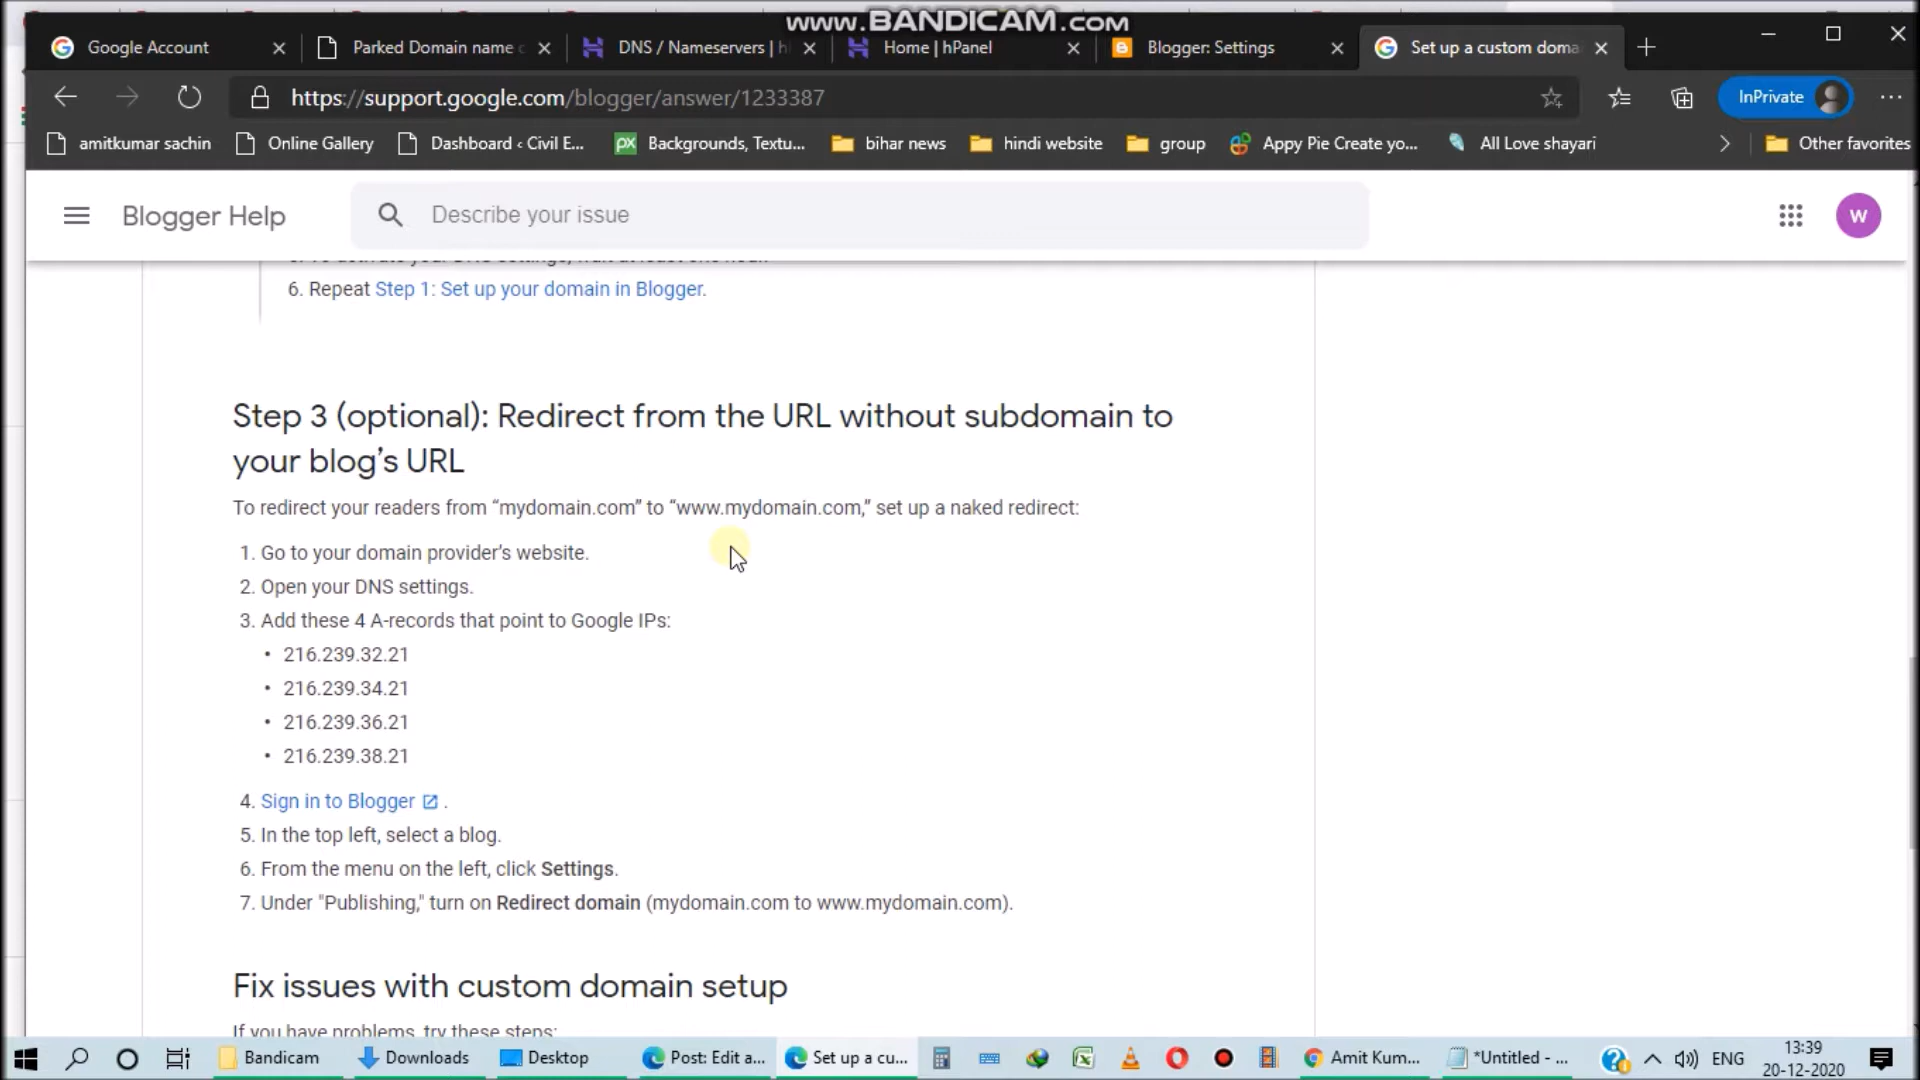 www.BANDICAM.com
Google Account
Parked Domain name
DNS / Nameservers | h
Home | hPanel
Blogger: Settings
Set up a custom doma
https://support.google.com/blogger/answer/1233387
InPrivate
amitkumar sachin
Online Gallery
Dashboard ‹ Civil E...
px
Backgrounds, Textu...
bihar news
hindi website
group
Appy Pie Create yo...
All Love shayari
Other favorites
Blogger Help
Describe your issue
W
6. Repeat Step 1: Set up your domain in Blogger.
Step 3 (optional): Redirect from the URL without subdomain to
your blog's URL
To redirect your readers from “mydomain.com” to “www.mydomain.com,” set up a naked redirect:
1. Go to your domain provider's website.
2. Open your DNS settings.
3. Add these 4 A-records that point to Google IPs:
• 216.239.32.21
• 216.239.34.21
• 216.239.36.21
• 216.239.38.21
4. Sign in to Blogger .
5. In the top left, select a blog.
6. From the menu on the left, click Settings.
7. Under "Publishing," turn on Redirect domain (mydomain.com to www.mydomain.com).
Fix issues with custom domain setup
If you have problems, try these steps:
Bandicam
Downloads
Desktop
Post: Edit a...
Set up a cu...
Amit Kum...
*Untitled - ...
ENG
13:39
20-12-2020